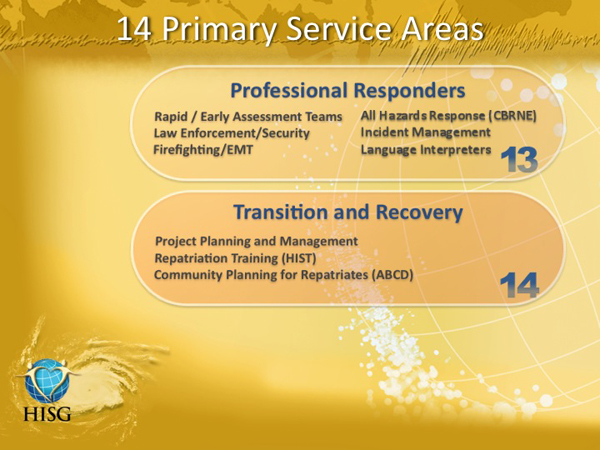 14 Primary Service Areas
Professional Responders
Rapid / Early Assessment Teams
Law Enforcement/Security
Firefighting/EMT
All Hazards Response (CBRNE)
Incident Management
Language Interpreters
13
Transition and Recovery
Project Planning and Management
Repatriation Training (HIST)
Community Planning for Repatriates (ABCD)
14
HISG